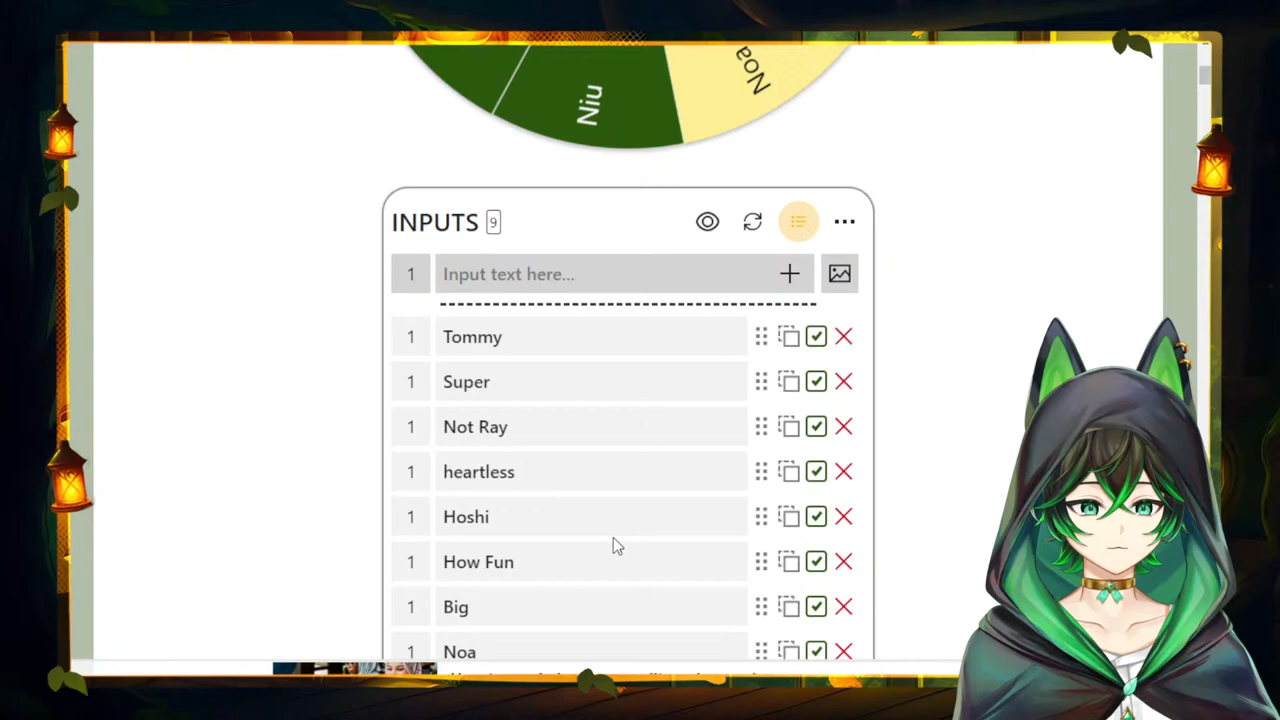 Niu
Noa
INPUTS 9
1 Input text here...
1 Tommy
1 Super
1 Not Ray
1 heartless
1 Hoshi
1 How Fun
1 Big
1 Noa